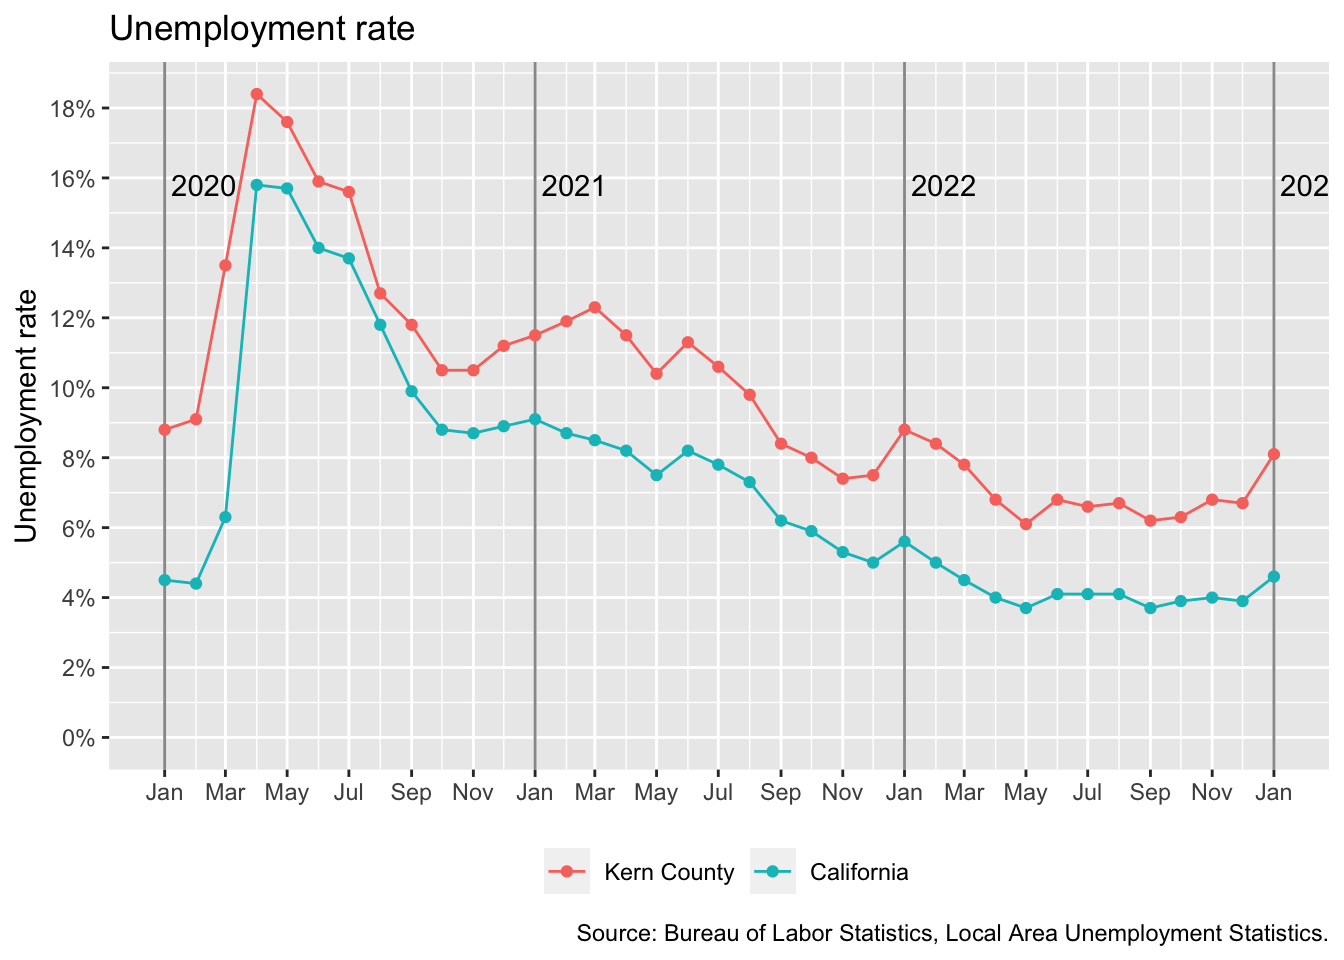 Unemployment rate
18%
16%
14%
12%
10%
8%
6%
4%
2%
0%
Unemployment rate
2020 2021 2022 202
Jan Mar May Jul Sep Nov Jan Mar May Jul Sep Nov Jan Mar May Jul Sep Nov Jan
Kern County California
Source: Bureau of Labor Statistics, Local Area Unemployment Statistics.